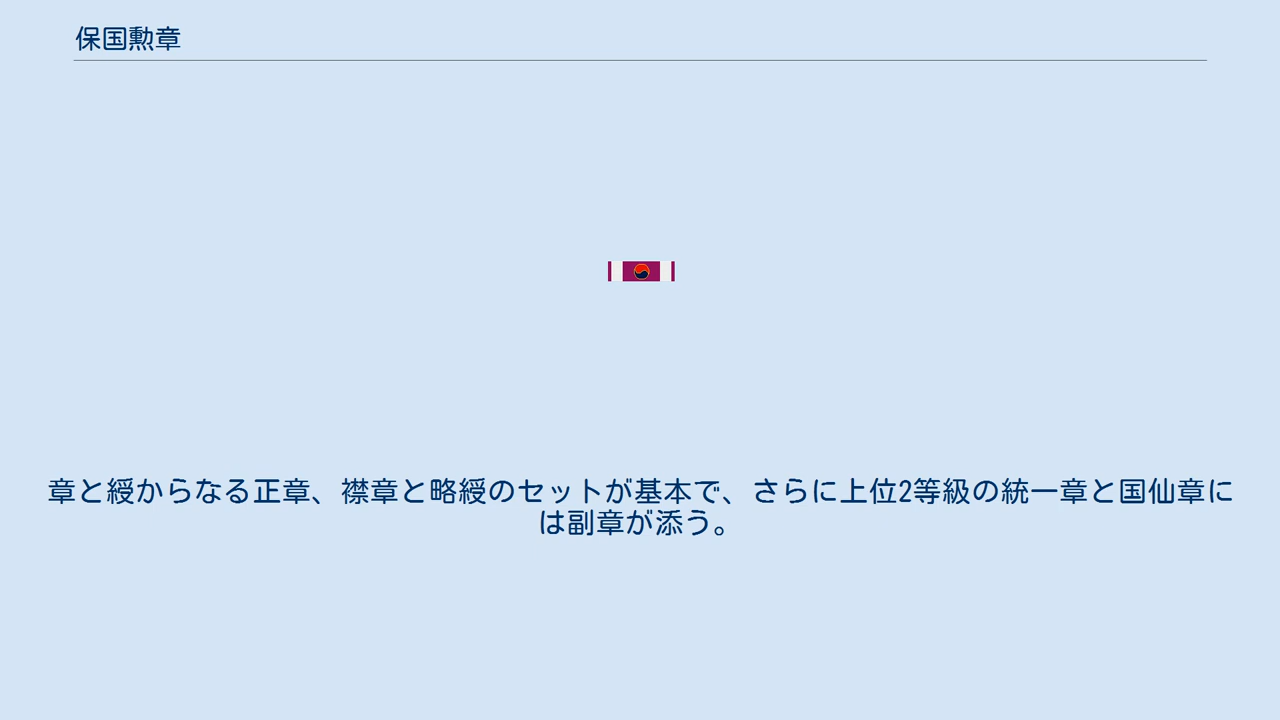 保国勲章
章と綬からなる正章、襟章と略綬のセットが基本で、さらに上位2等級の統一章と国仙章に
は副章が添う。